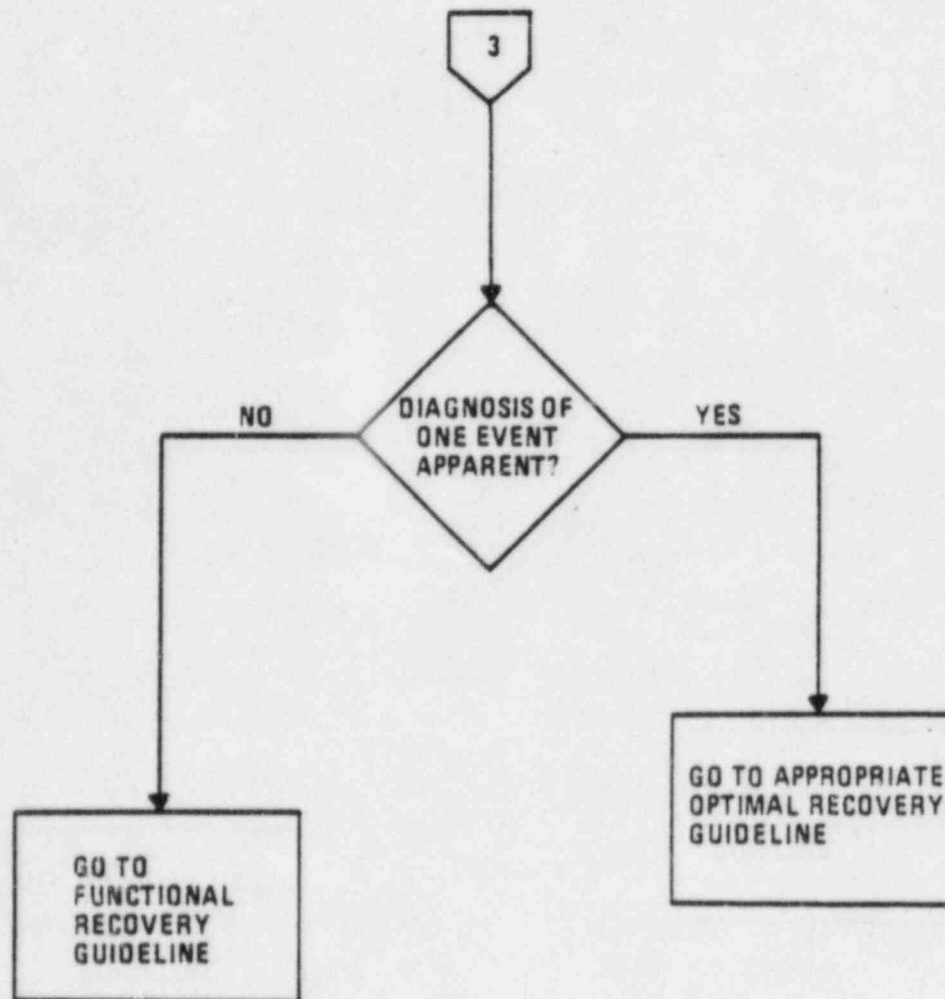 3
NO
DIAGNOSIS OF
ONE EVENT
APPARENT?
YES
GO TO APPROPRIATE
OPTIMAL RECOVERY
GUIDELINE
GO TO
FUNCTIONAL
RECOVERY
GUIDELINE